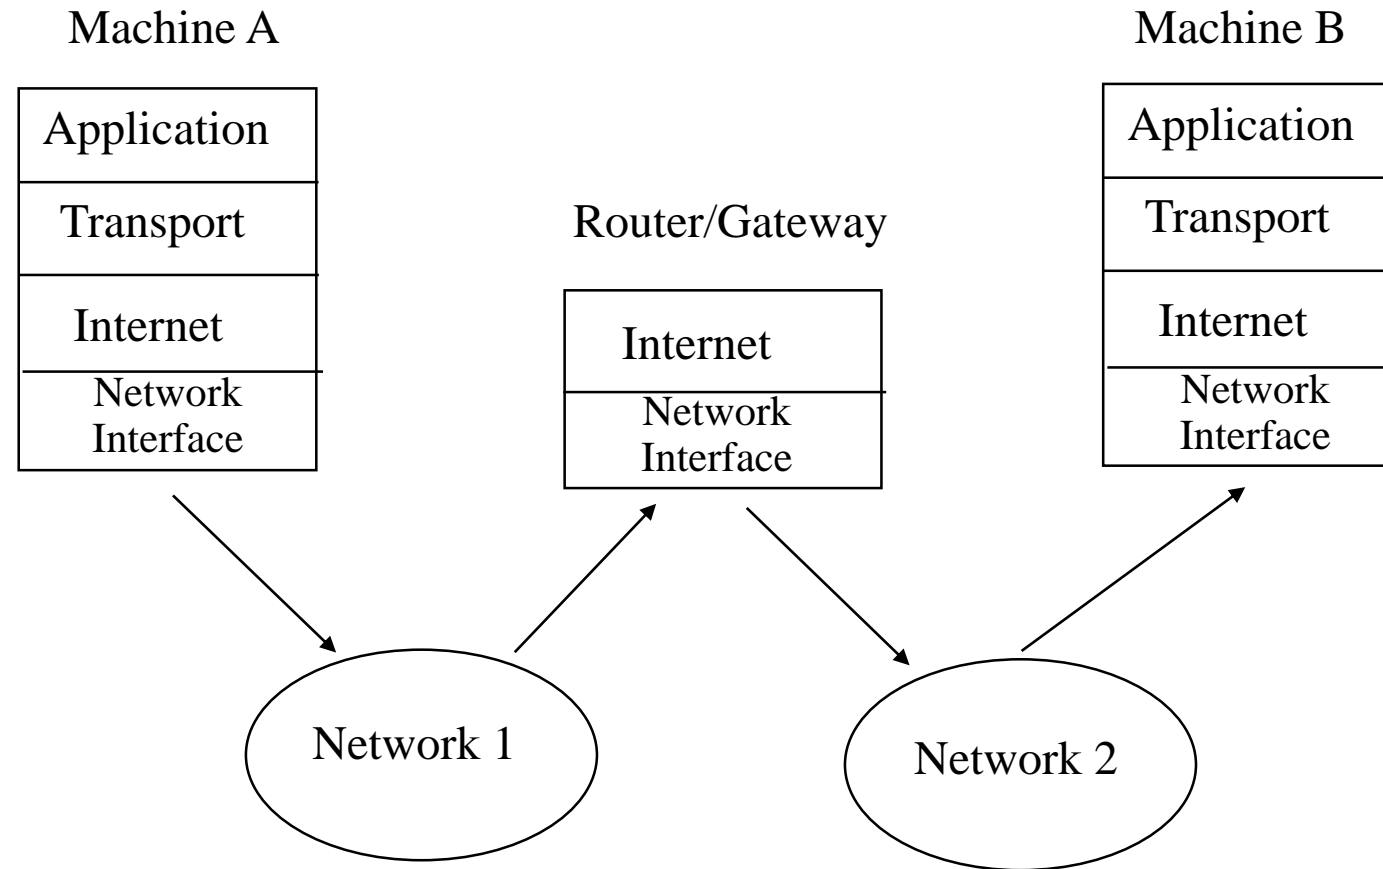 Machine A
Application
Transport
Internet
Network
Interface
Router/Gateway
Internet
Network
Interface
Machine B
Application
Transport
Internet
Network
Interface
Network 1
Network 2